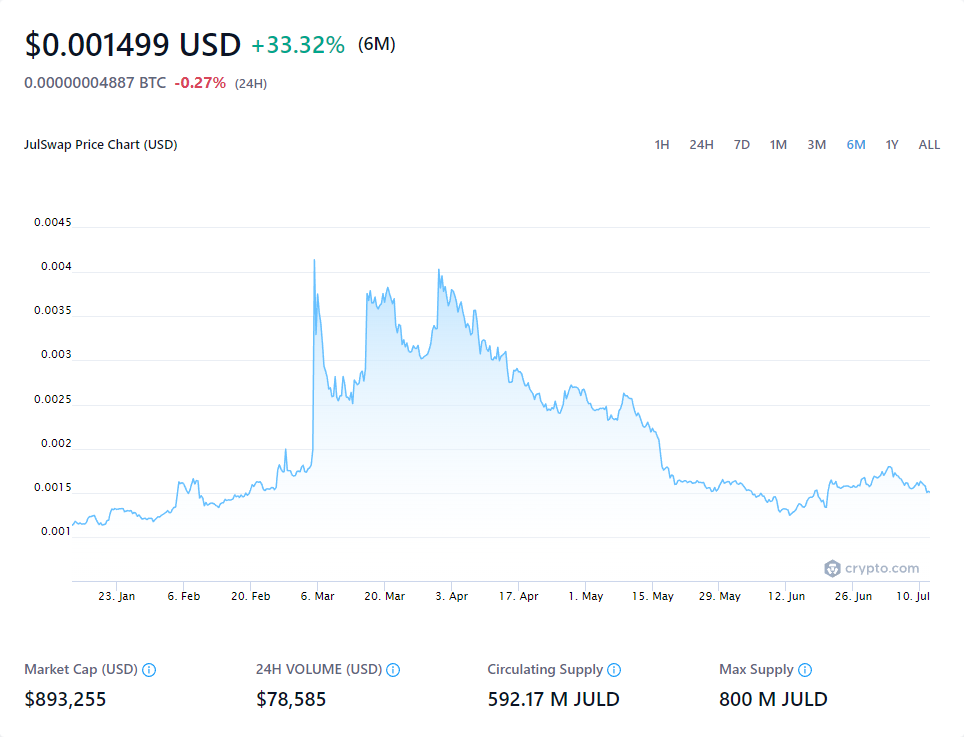 $0.001499 USD +33.32% (6M)
0.00000004887 BTC -0.27% (24H)
JulSwap Price Chart (USD) 1H 24H 7D 1M 3M 6M 1Y ALL
0.0045
0.004
0.0035
0.003
0.0025
0.002
0.0015
0.001
crypto.com
23. Jan 6. Feb 20. Feb 6. Mar 20. Mar 3. Apr 17. Apr 1. May 15. May 29. May 12. Jun 26. Jun 10. Jul
Market Cap (USD) 24H VOLUME (USD) Circulating Supply Max Supply
$893,255 $78,585 592.17 M JULD 800 M JULD